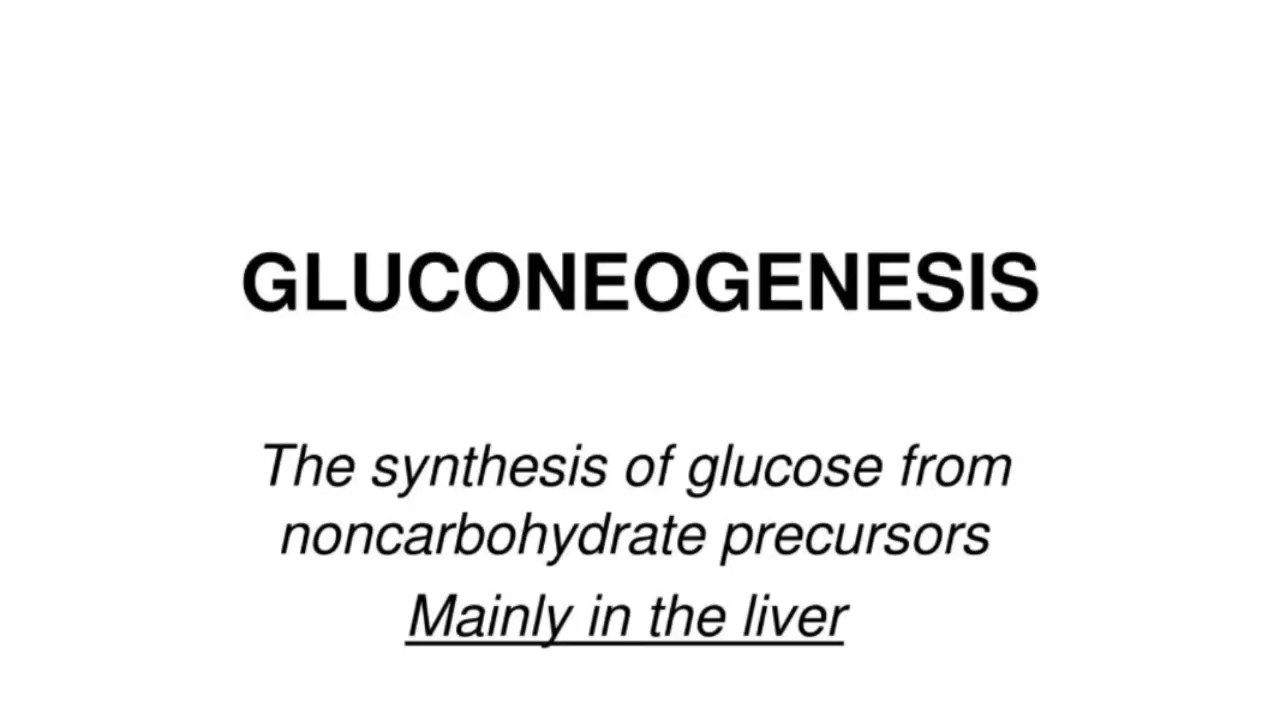 GLUCONEOGENESIS
The synthesis of glucose from
noncarbohydrate precursors
Mainly in the liver